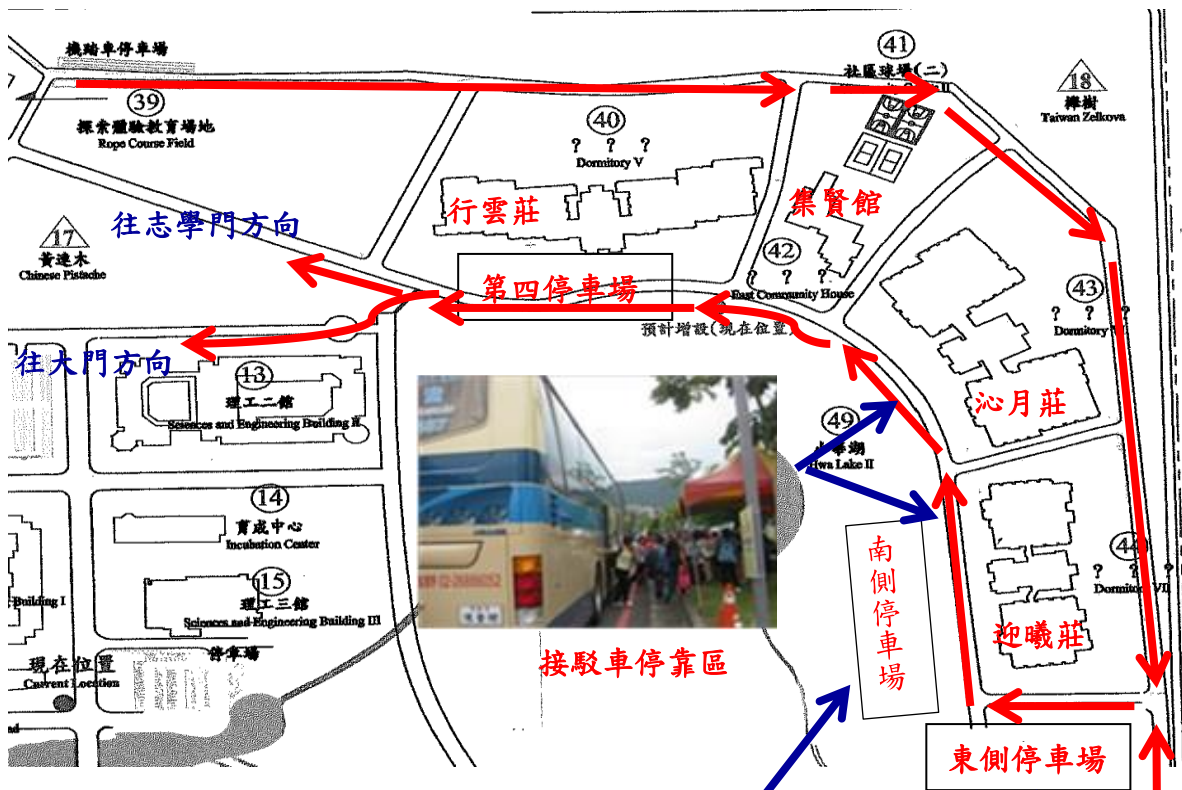 機踏車停車場
39
探索體驗教育場地
Rope Course Field
40
? ? ?
Dormitory V
行雲莊
41
社區球場(二)
18
櫸樹
Taiwan Zelkova
集賢館
42
? ? ?
East Community House
17
黃連木
Chinese Pistache
往志學門方向
第四停車場
預計增設(現在位置)
往大門方向
43
? ? ?
Dormitory
沁月莊
13
理工二館
Sciences and Engineering Building II
49
Hwa Lake II
14
育成中心
Incubation Center
15
理工三館
Sciences and Engineering Building III
停車場
Building I
現在位置
Current Location
接駁車停靠區
南側停車場
44
? ? ?
Dormitory VII
迎曦莊
東側停車場